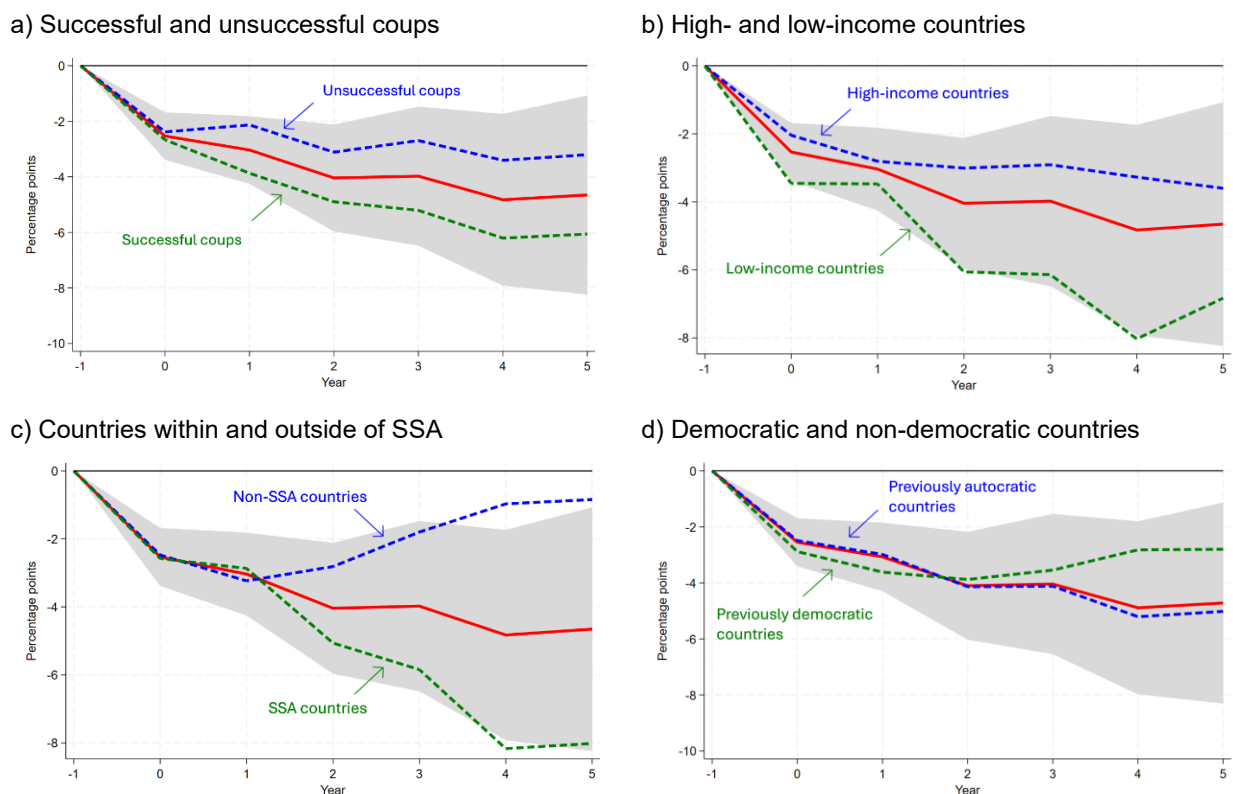 a) Successful and unsuccessful coups
0
-2
-4
-6
-8
-10
Percentage points
Unsuccessful coups
Successful coups
-1 0 1 2 3 4 5
Year
b) High- and low-income countries
0
-2
-4
-6
-8
Percentage points
High-income countries
Low-income countries
-1 0 1 2 3 4 5
Year
c) Countries within and outside of SSA
0
-2
-4
-6
-8
Percentage points
Non-SSA countries
SSA countries
-1 0 1 2 3 4 5
Year
d) Democratic and non-democratic countries
0
-2
-4
-6
-8
-10
Percentage points
Previously autocratic
countries
Previously democratic
countries
-1 0 1 2 3 4 5
Year